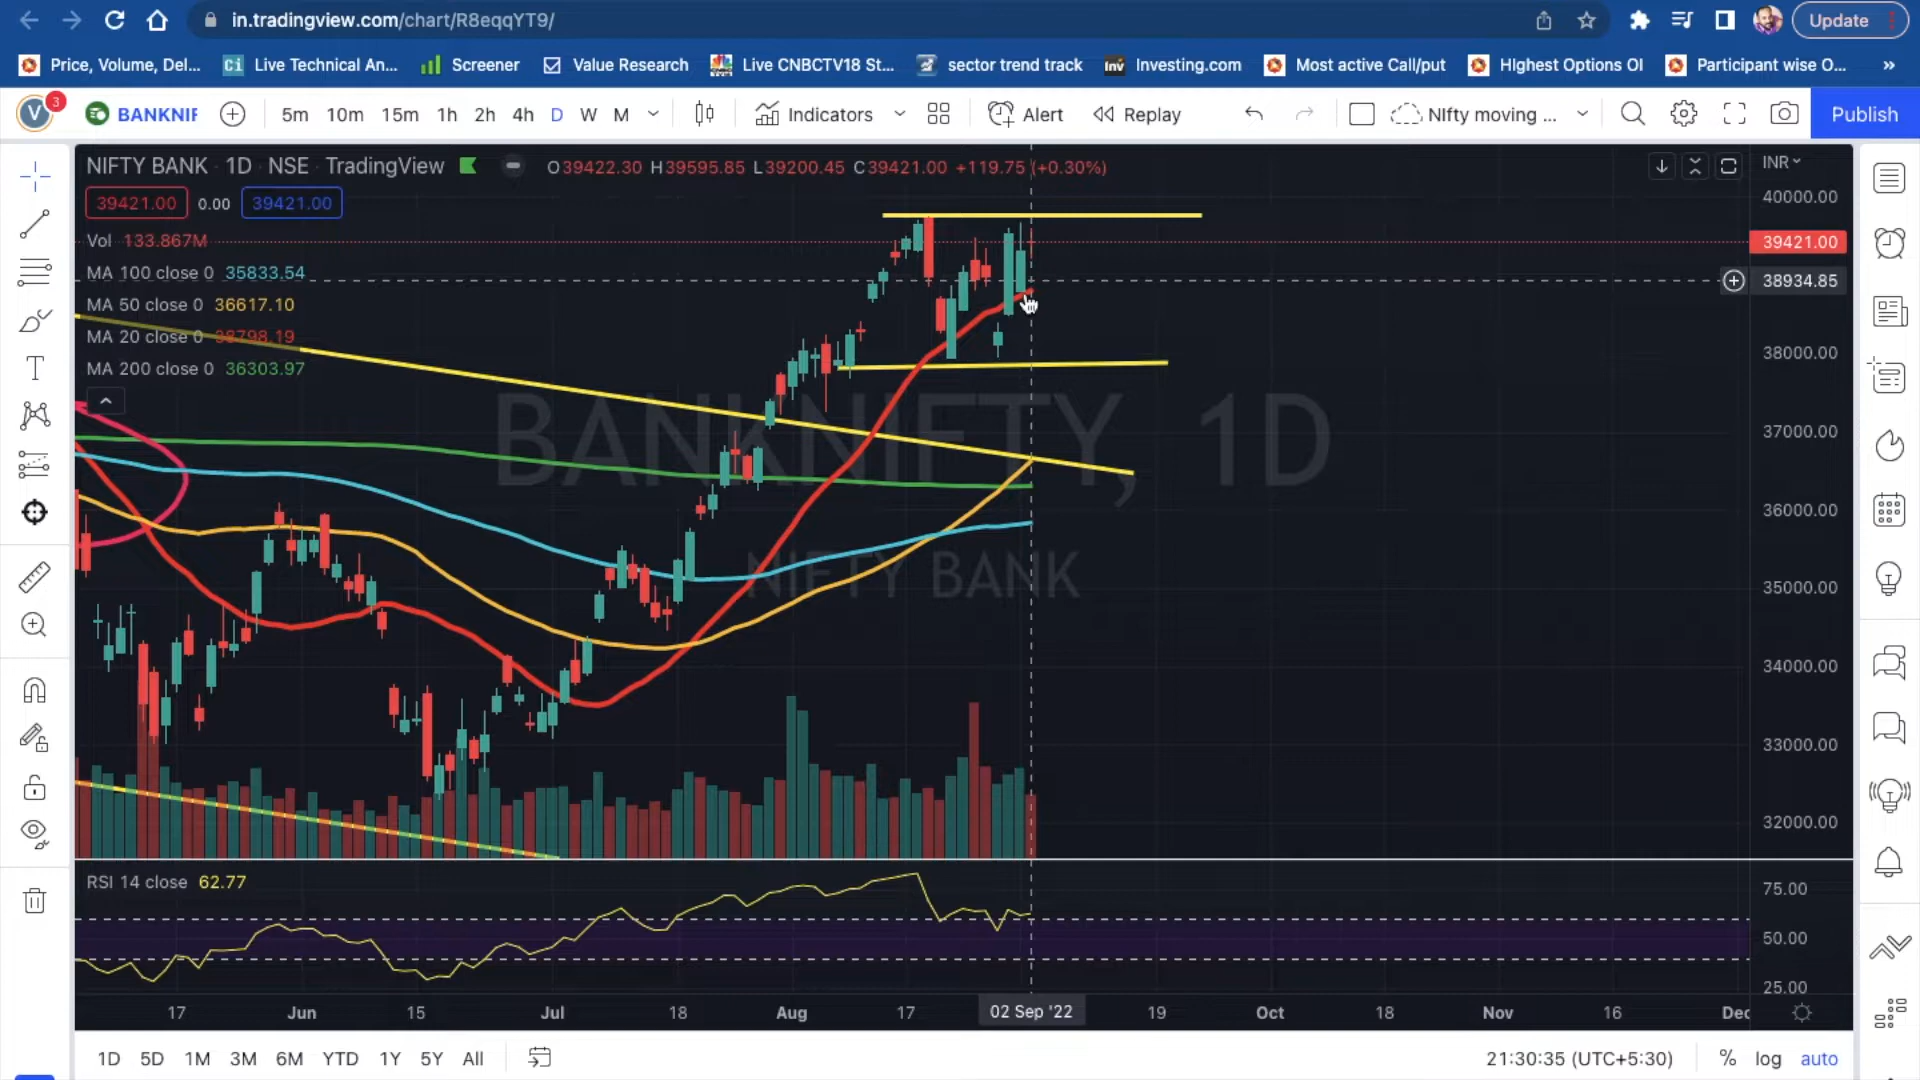 in.tradingview.com/chart/R8eqqYT9/
Update
Price, Volume, Del...
Ci Live Technical An...
Screener
Value Research
Live CNBCTV18 St...
sector trend track
Inv Investing.com
Most active Call/put
HIghest Options OI
Participant wise O...
»
V 3
BANKNIF
5m 10m 15m 1h 2h 4h D W M
Indicators
Alert
Replay
NIfty moving ...
Publish
NIFTY BANK · 1D · NSE · TradingView
O39422.30 H39595.85 L39200.45 C39421.00 +119.75 (+0.30%)
INR
39421.00 0.00 39421.00
Vol 133.867M
MA 100 close 0 35833.54
MA 50 close 0 36617.10
MA 20 close 0 38798.19
MA 200 close 0 36303.97
BANKNIFTY, 1D
NIFTY BANK
40000.00
39421.00
38934.85
38000.00
37000.00
36000.00
35000.00
34000.00
33000.00
32000.00
RSI 14 close 62.77
75.00
50.00
25.00
17 Jun 15 Jul 18 Aug 17 02 Sep '22 19 Oct 18 Nov 16 Dec
1D 5D 1M 3M 6M YTD 1Y 5Y All
21:30:35 (UTC+5:30) % log auto